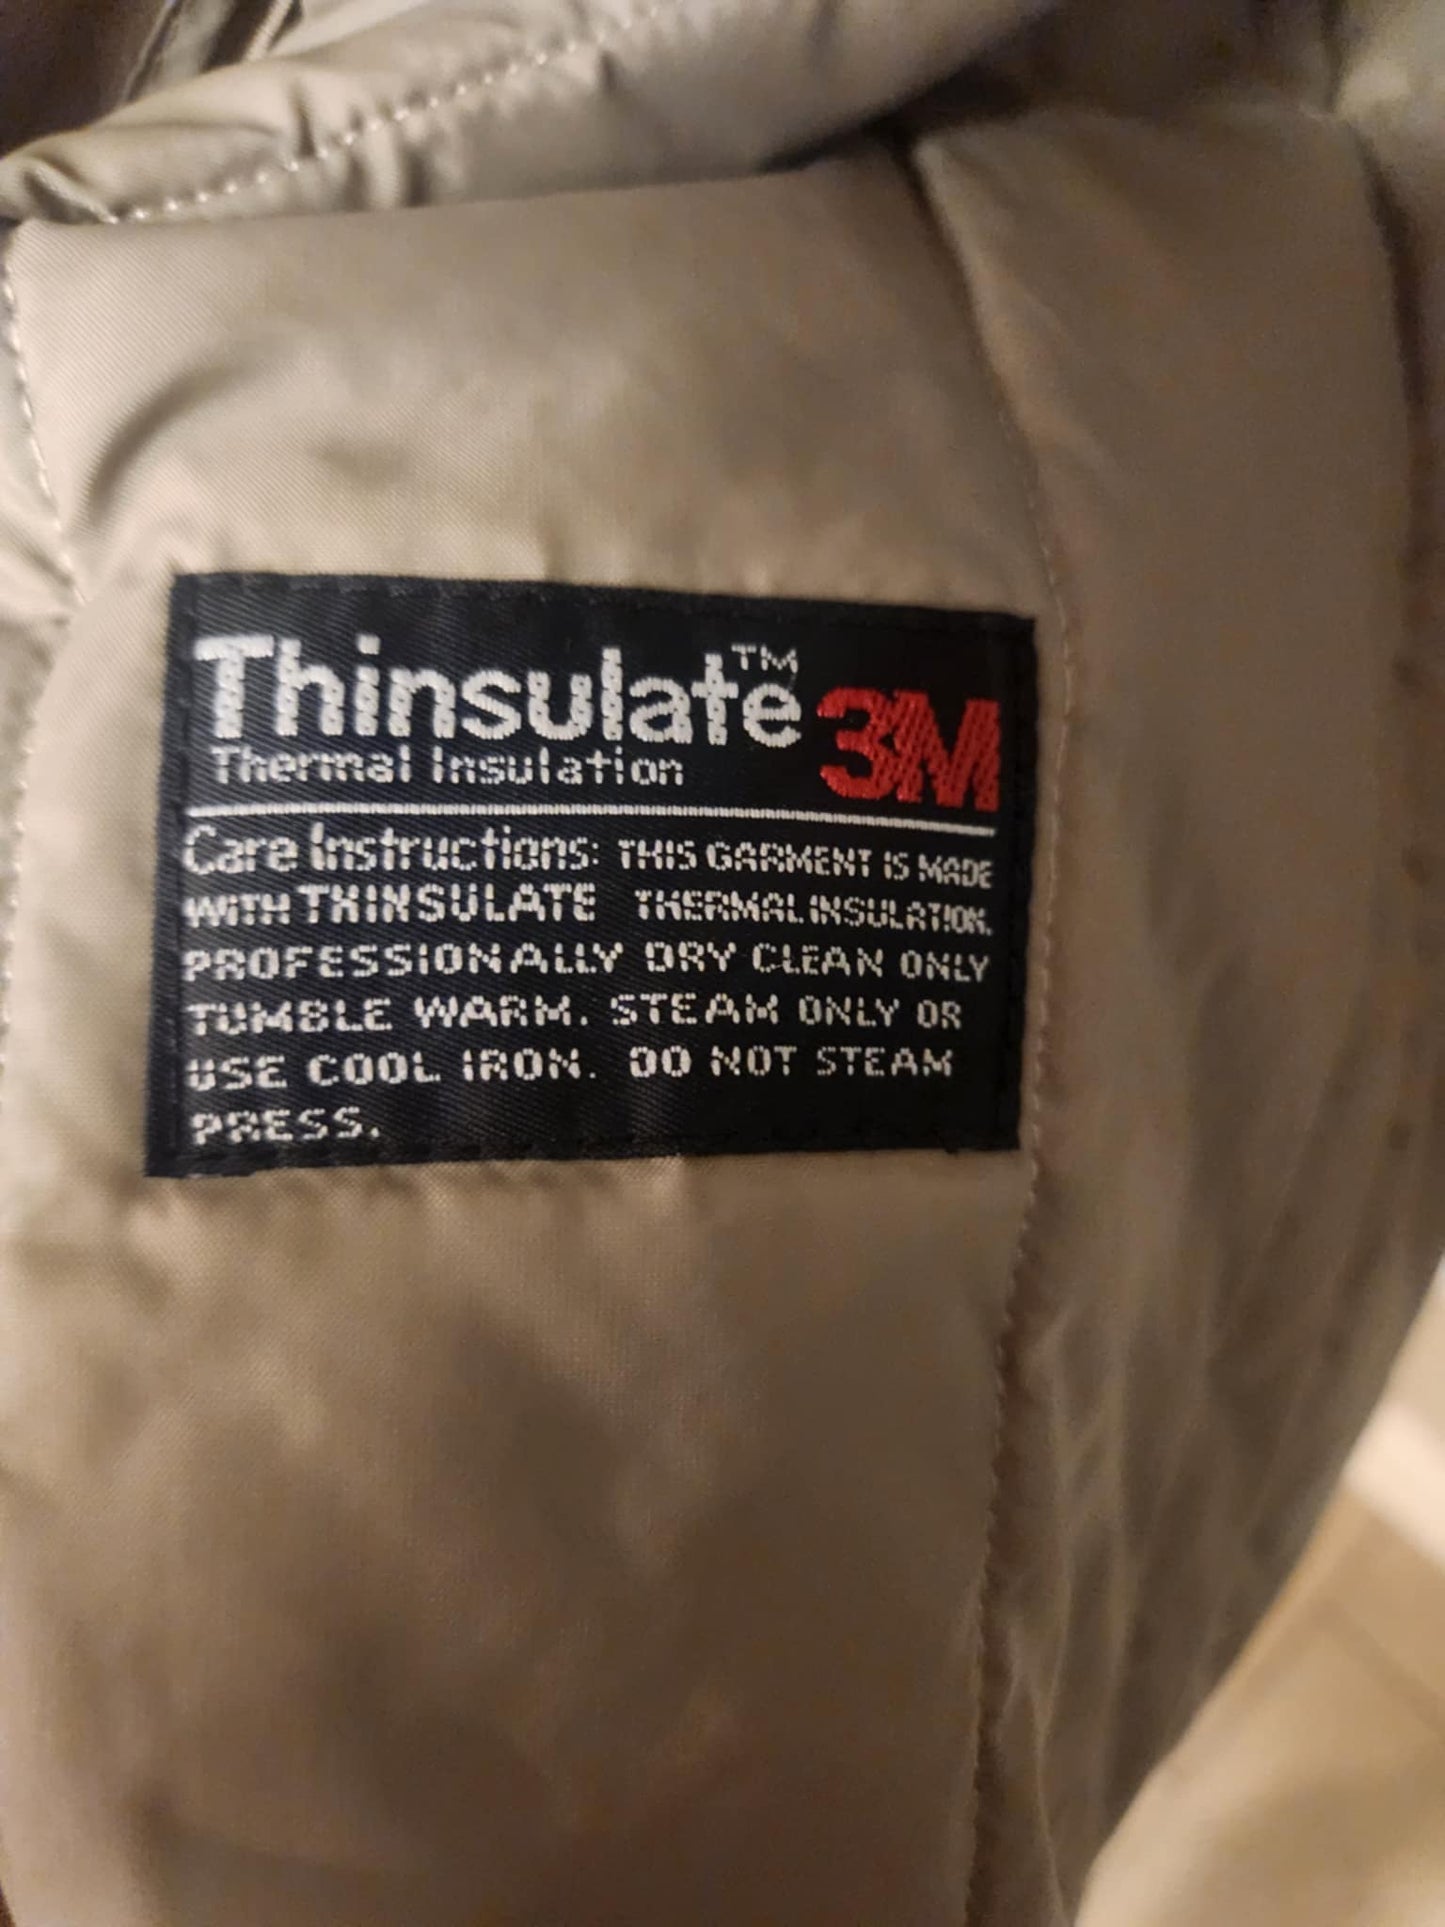 Thinsulate™ 3M
Thermal Insulation
Care Instructions: THIS GARMENT IS MADE
WITH THINSULATE THERMAL INSULATION.
PROFESSIONALLY DRY CLEAN ONLY
TUMBLE WARM. STEAM ONLY OR
USE COOL IRON. DO NOT STEAM
PRESS.